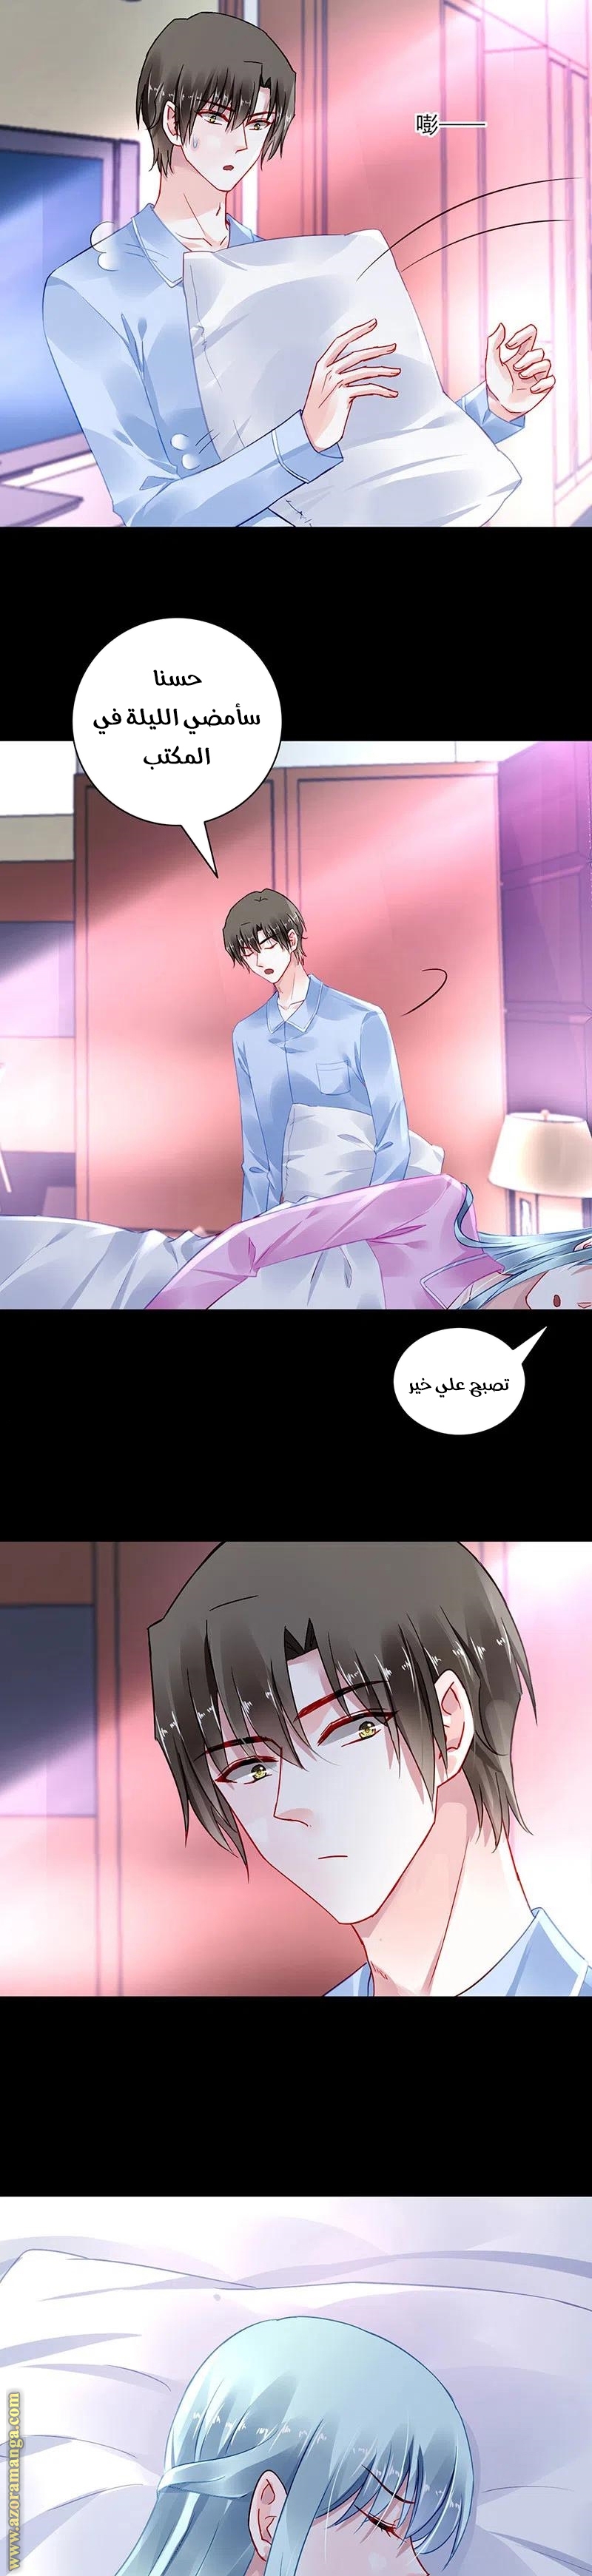 嘭——
حسنا
سأمضي الليلة في
المكتب
تصبح علي خير
www.azoramanga.com